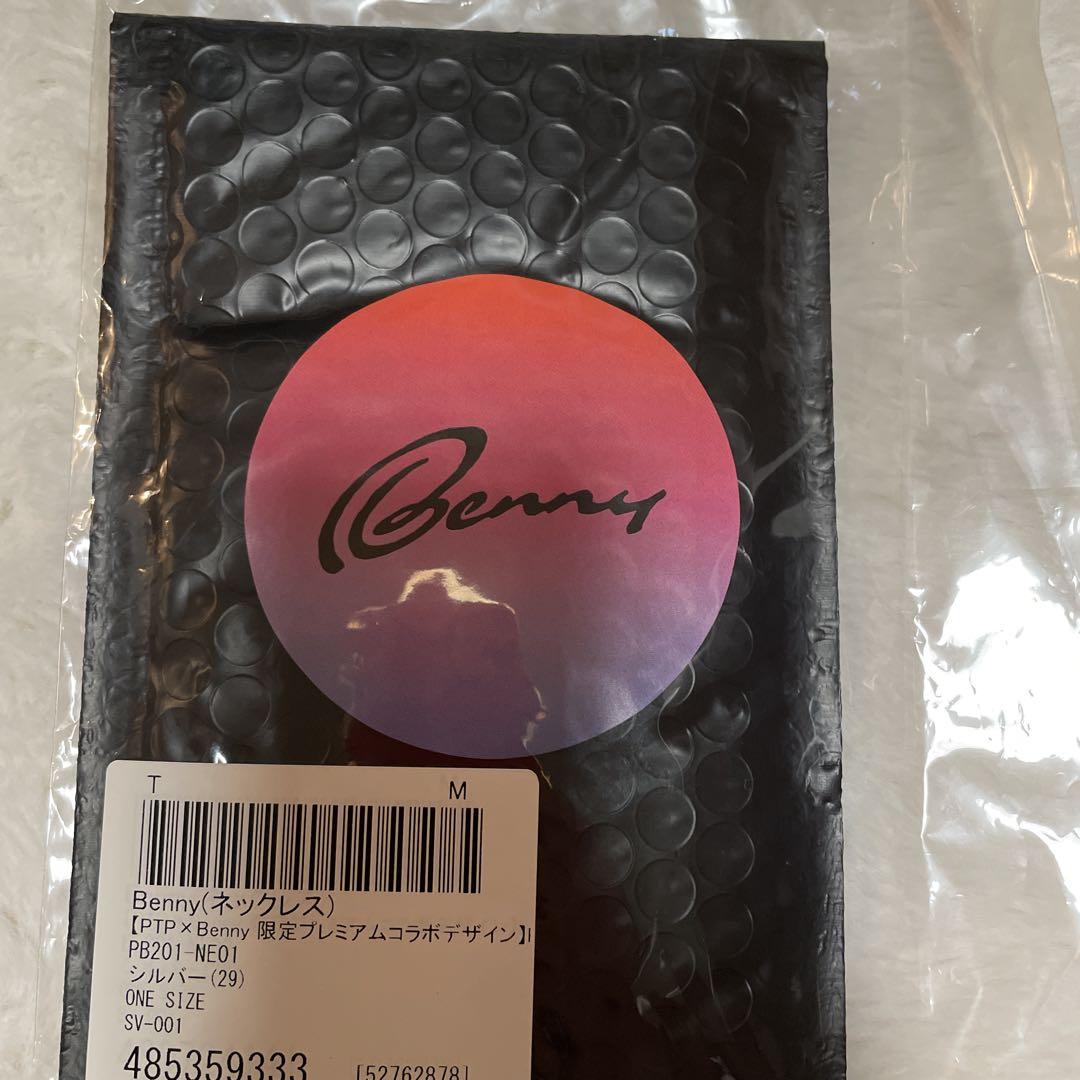 Benny
T M
Benny(ネックレス)
【PTP×Benny 限定プレミアムコラボデザイン】
PB201-NE01
シルバー(29)
ONE SIZE
SV-001
485359333 [52762878]